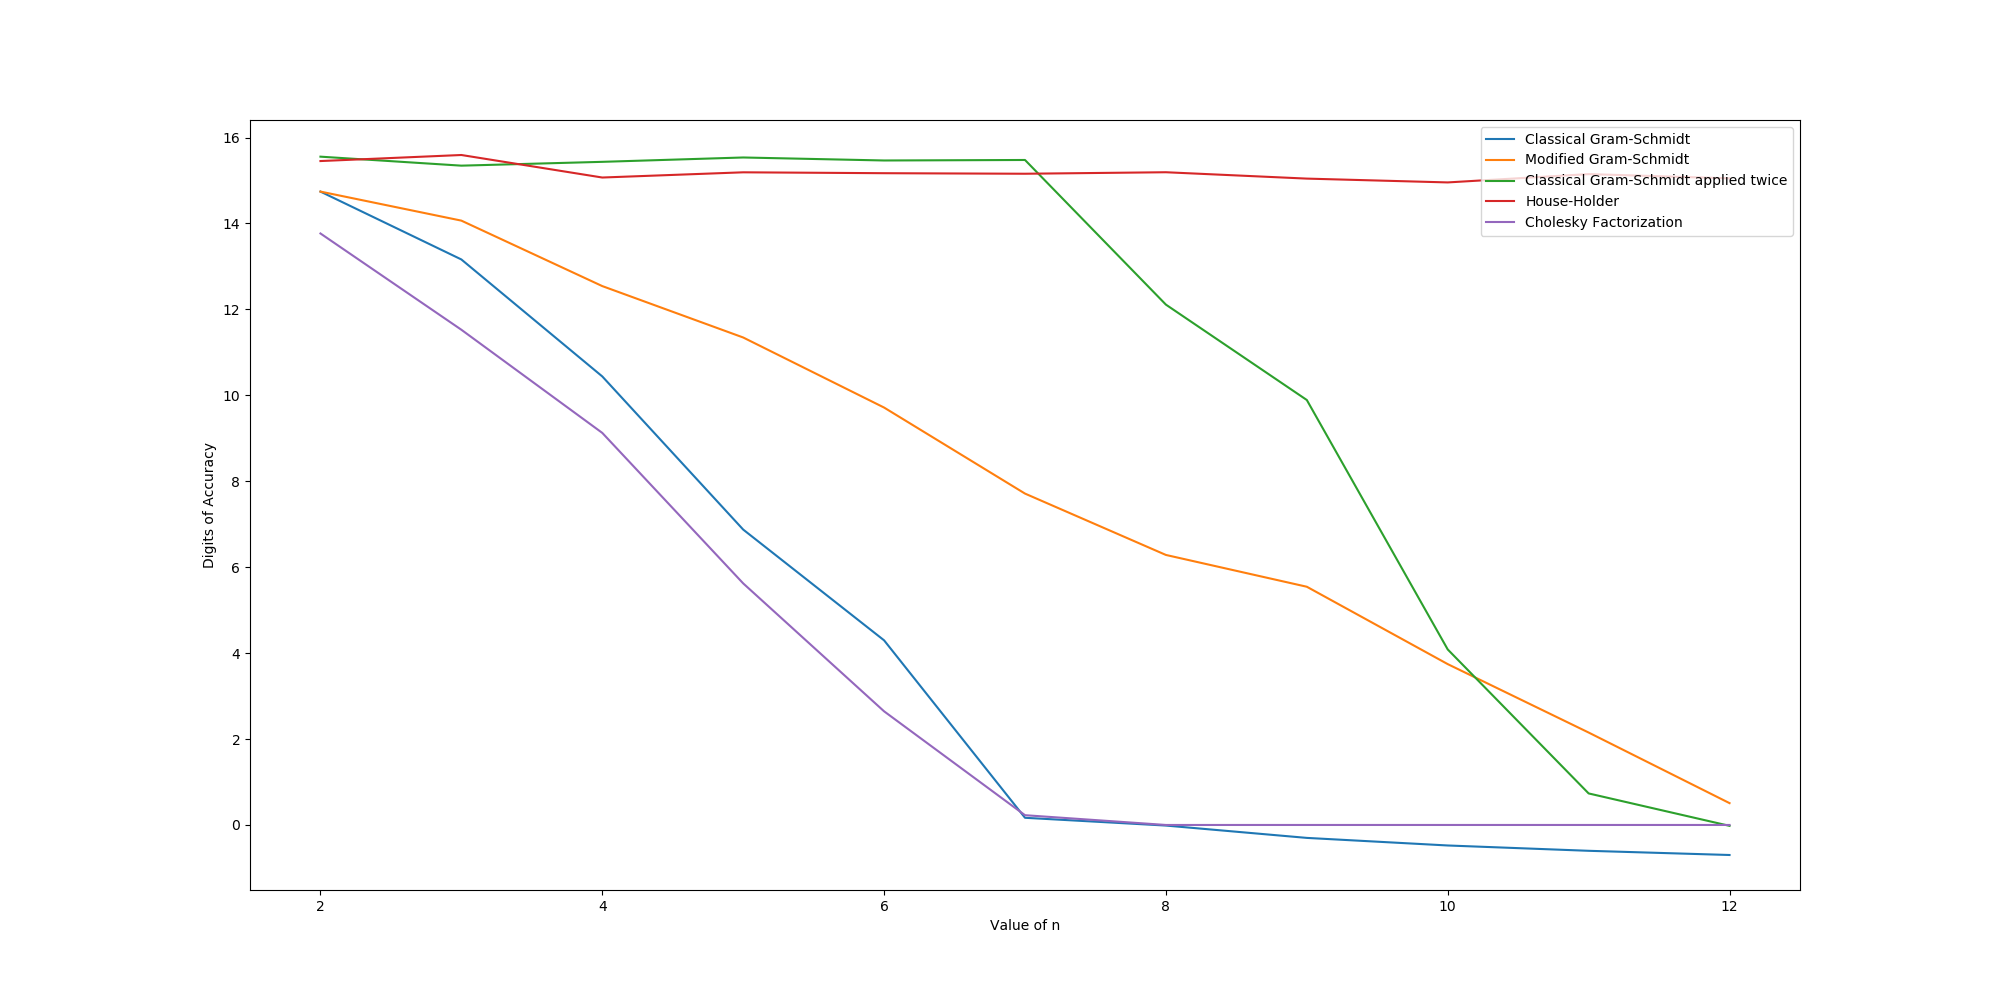 16
14
12
10
8
6
4
2
0
Digits of Accuracy
Classical Gram-Schmidt
Modified Gram-Schmidt
Classical Gram-Schmidt applied twice
House-Holder
Cholesky Factorization
2 4 6 8 10 12
Value of n